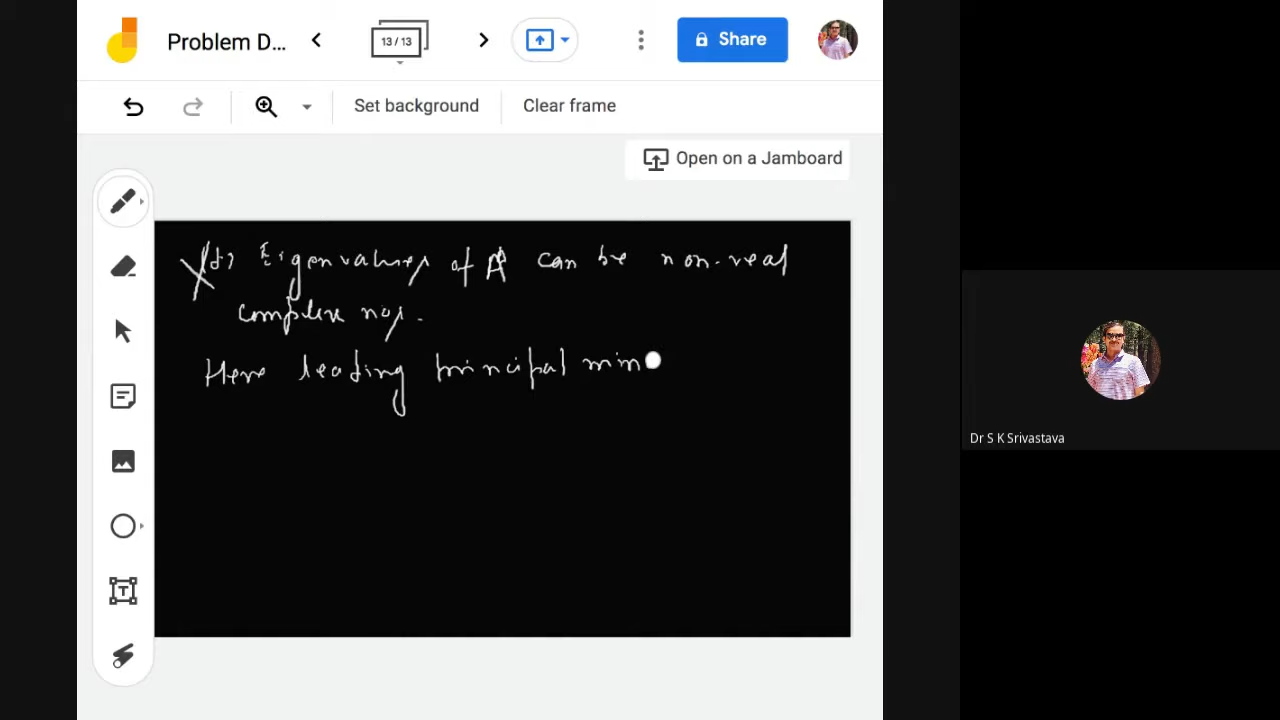 Problem D...
13 / 13
Share
Set background
Clear frame
Open on a Jamboard
(d) Eigenvalues of A can be non-real
complex nos.
Here leading principal min
Dr S K Srivastava